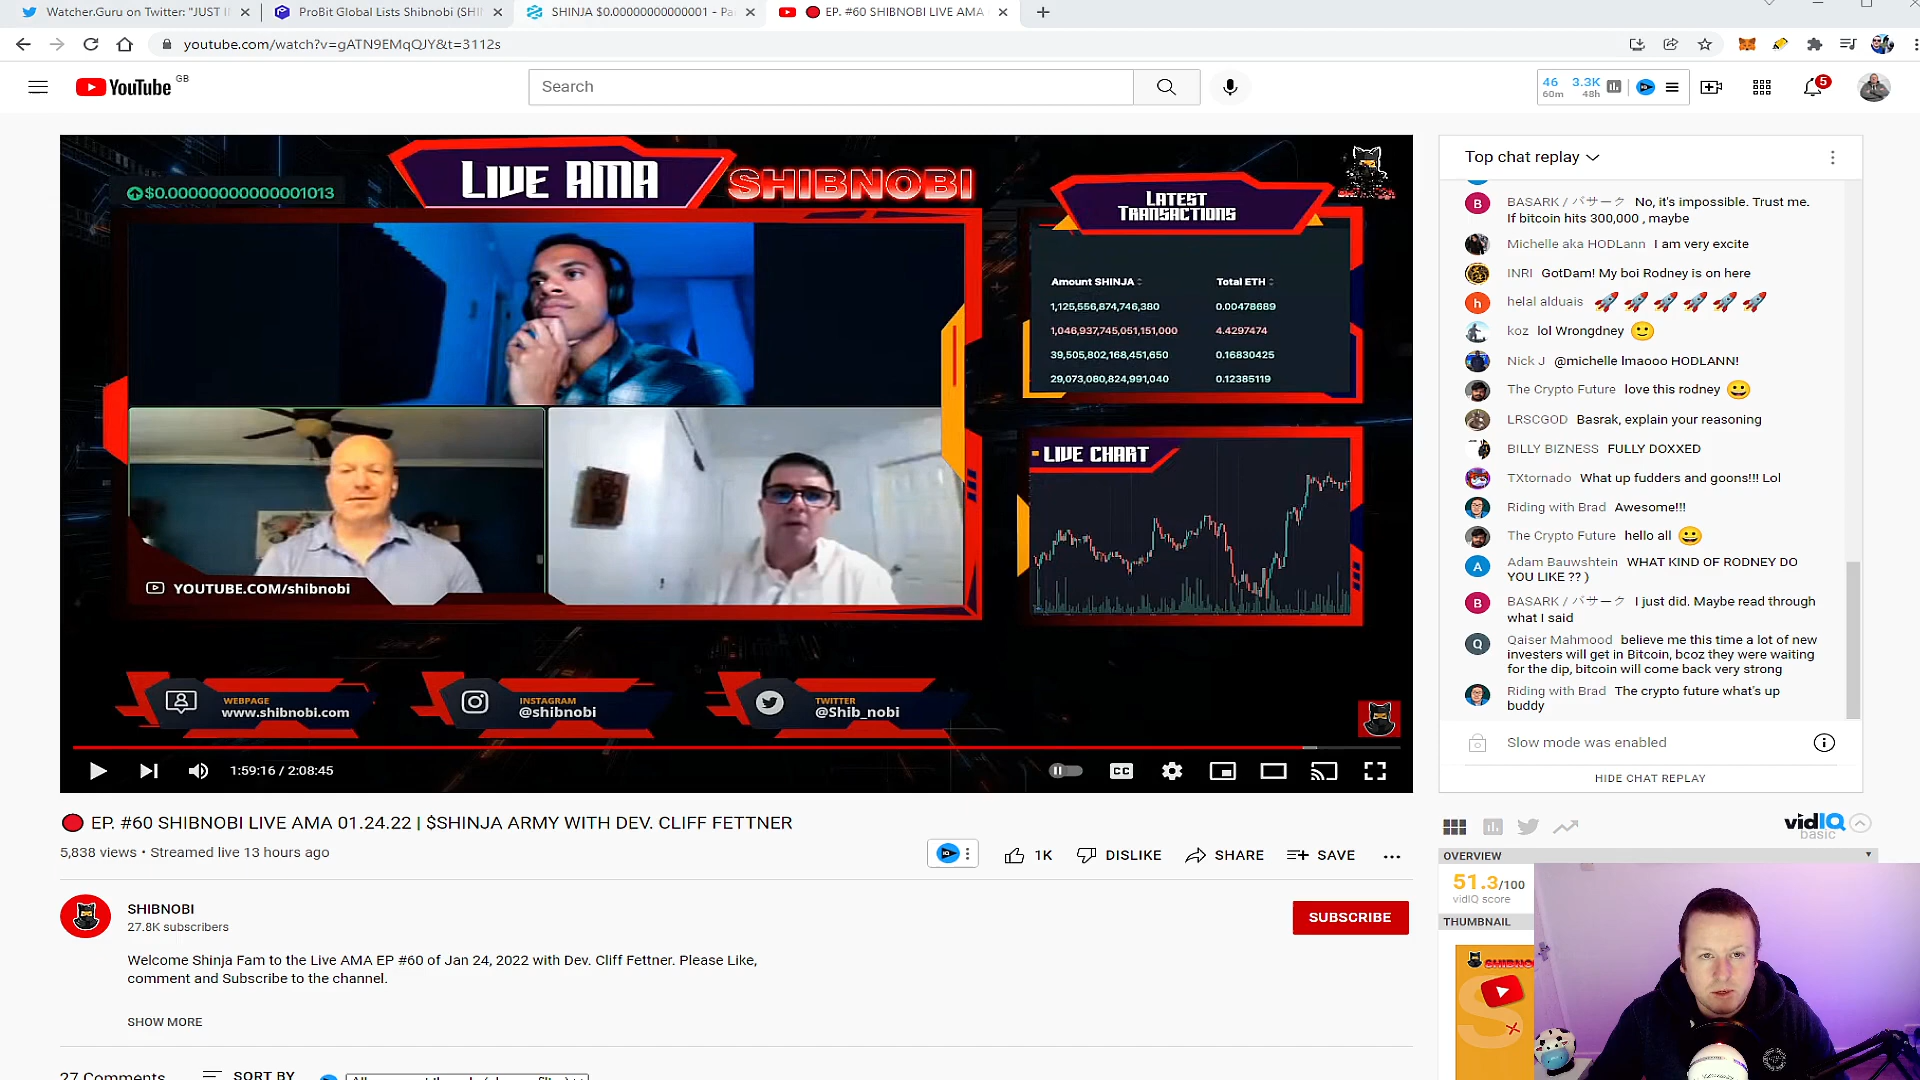 Watcher.Guru on Twitter: "JUST I
ProBit Global Lists Shibnobi (SHI
SHINJA $0.00000000000001 - Pa
EP. #60 SHIBNOBI LIVE AMA
youtube.com/watch?v=gATN9EMqQJY&t=3112s
YouTube GB
Search
46 3.3K
60m 48h
5
LIVE AMA SHIBNOBI
$0.00000000000001013
LATEST
TRANSACTIONS
Amount SHINJA Total ETH
1,125,556,874,746,380 0.00478689
1,046,937,745,051,151,000 4.4297474
39,505,802,168,451,650 0.16830425
29,073,080,824,991,040 0.12385119
LIVE CHART
YOUTUBE.COM/shibnobi
WEBPAGE
www.shibnobi.com
INSTAGRAM
@shibnobi
TWITTER
@Shib_nobi
1:59:16 / 2:08:45
CC
Top chat replay
BASARK / バサーク No, it's impossible. Trust me.
If bitcoin hits 300,000 , maybe
Michelle aka HODLann I am very excite
INRI GotDam! My boi Rodney is on here
helal alduais 🚀🚀🚀🚀🚀🚀
koz lol Wrongdney 🙂
Nick J @michelle lmaooo HODLANN!
The Crypto Future love this rodney 😀
LRSCGOD Basrak, explain your reasoning
BILLY BIZNESS FULLY DOXXED
TXtornado What up fudders and goons!!! Lol
Riding with Brad Awesome!!!
The Crypto Future hello all 😀
Adam Bauwshtein WHAT KIND OF RODNEY DO
YOU LIKE ?? )
BASARK / バサーク I just did. Maybe read through
what I said
Qaiser Mahmood believe me this time a lot of new
investers will get in Bitcoin, bcoz they were waiting
for the dip, bitcoin will come back very strong
Riding with Brad The crypto future what's up
buddy
Slow mode was enabled
HIDE CHAT REPLAY
EP. #60 SHIBNOBI LIVE AMA 01.24.22 | $SHINJA ARMY WITH DEV. CLIFF FETTNER
5,838 views • Streamed live 13 hours ago
1K DISLIKE SHARE SAVE
SHIBNOBI
27.8K subscribers
SUBSCRIBE
Welcome Shinja Fam to the Live AMA EP #60 of Jan 24, 2022 with Dev. Cliff Fettner. Please Like,
comment and Subscribe to the channel.
SHOW MORE
27 Comments SORT BY
vidIQ
basic
OVERVIEW
51.3/100
vidIQ score
THUMBNAIL